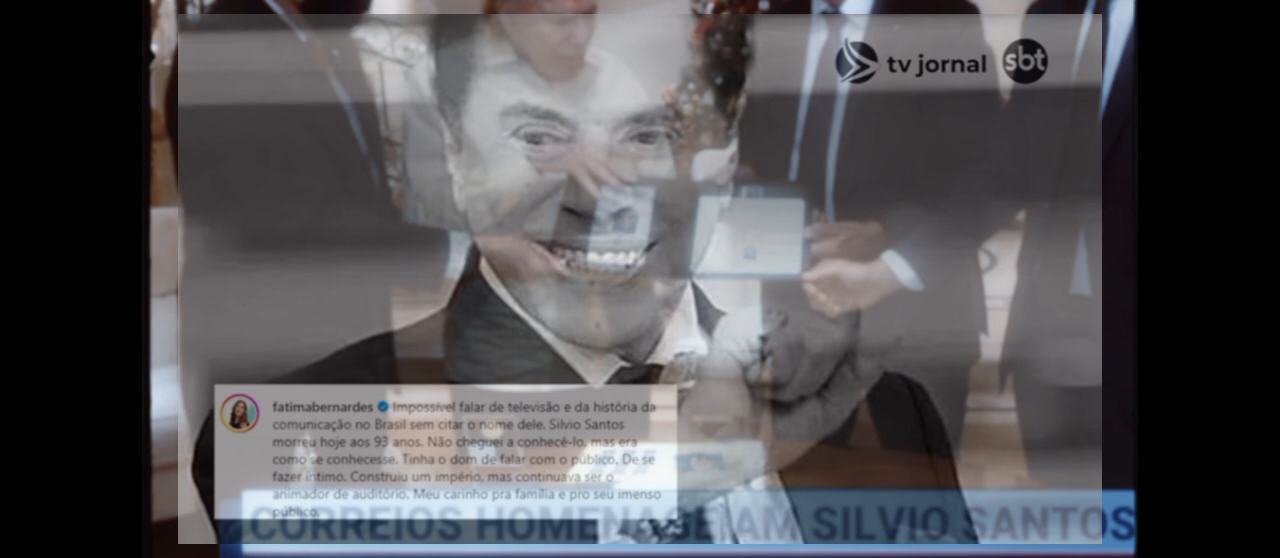 tv jornal sbt
fatimabernardes Impossível falar de televisão e da história da
comunicação no Brasil sem citar o nome dele. Silvio Santos
morreu hoje aos 93 anos. Não cheguei a conhecê-lo, mas era
como se conhecesse. Tinha o dom de falar com o público. De se
fazer íntimo. Construiu um império, mas continuava ser o
animador de auditório. Meu carinho pra família e pro seu imenso
público.
CORREIOS HOMENAGEIAM SILVIO SANTOS